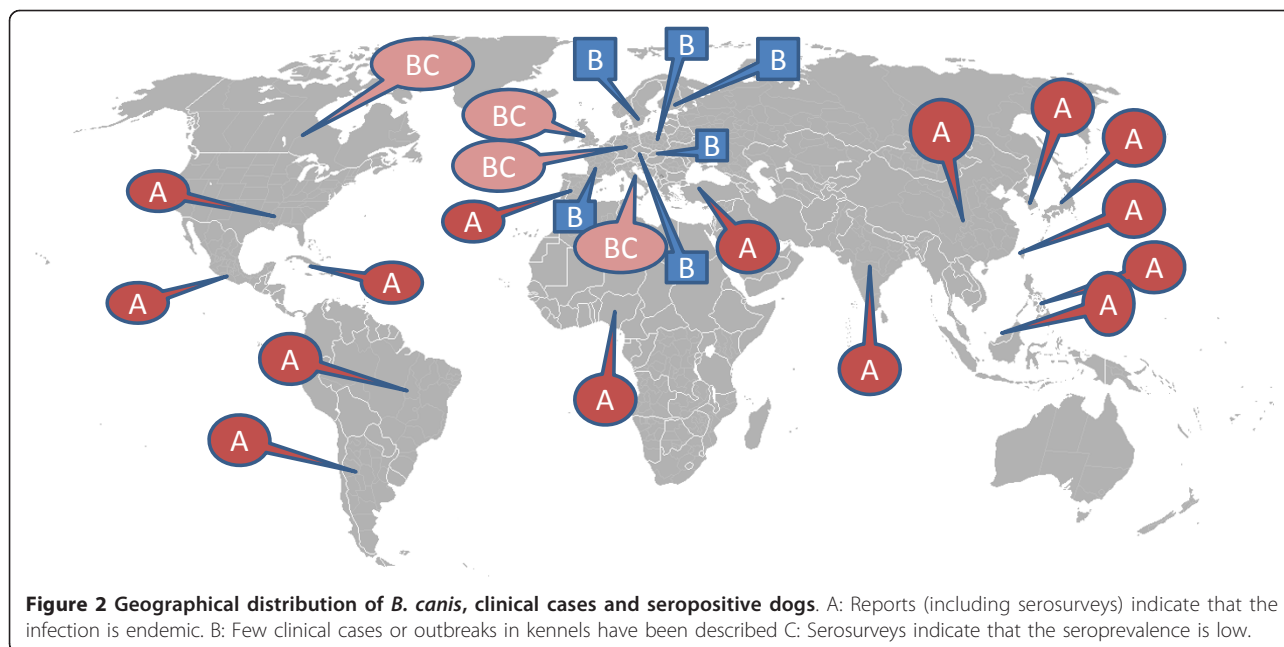 BC
B
B
B
BC
BC
B
A
A
A
A
A
B
BC
B
A
A
A
A
A
A
A
A
A
A
Figure 2 Geographical distribution of B. canis, clinical cases and seropositive dogs. A: Reports (including serosurveys) indicate that the
infection is endemic. B: Few clinical cases or outbreaks in kennels have been described C: Serosurveys indicate that the seroprevalence is low.